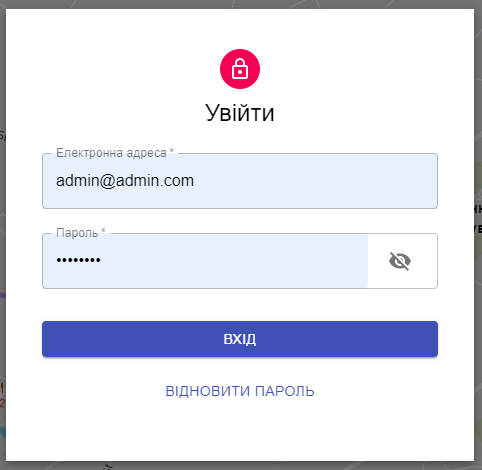 Увійти
Електронна адреса *
admin@admin.com
Пароль *
••••••••
ВХІД
ВІДНОВИТИ ПАРОЛЬ